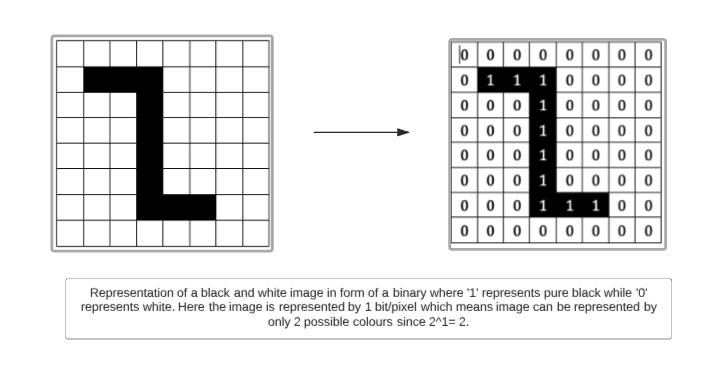 0 0 0 0 0 0 0 0
0 1 1 1 0 0 0 0
0 0 0 1 0 0 0 0
0 0 0 1 0 0 0 0
0 0 0 1 0 0 0 0
0 0 0 1 0 0 0 0
0 0 0 1 1 1 0 0
0 0 0 0 0 0 0 0
Representation of a black and white image in form of a binary where '1' represents pure black while '0'
represents white. Here the image is represented by 1 bit/pixel which means image can be represented by
only 2 possible colours since 2^1= 2.